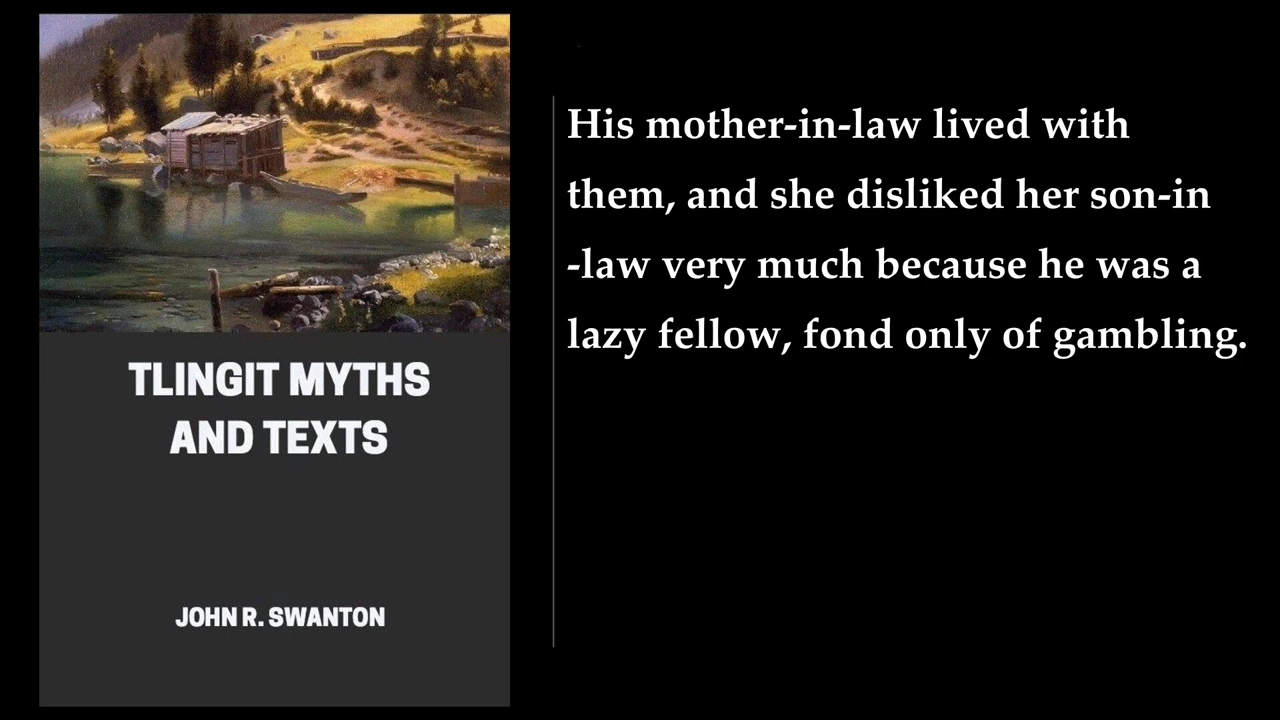 TLINGIT MYTHS
AND TEXTS
JOHN R. SWANTON
His mother-in-law lived with
them, and she disliked her son-in
-law very much because he was a
lazy fellow, fond only of gambling.